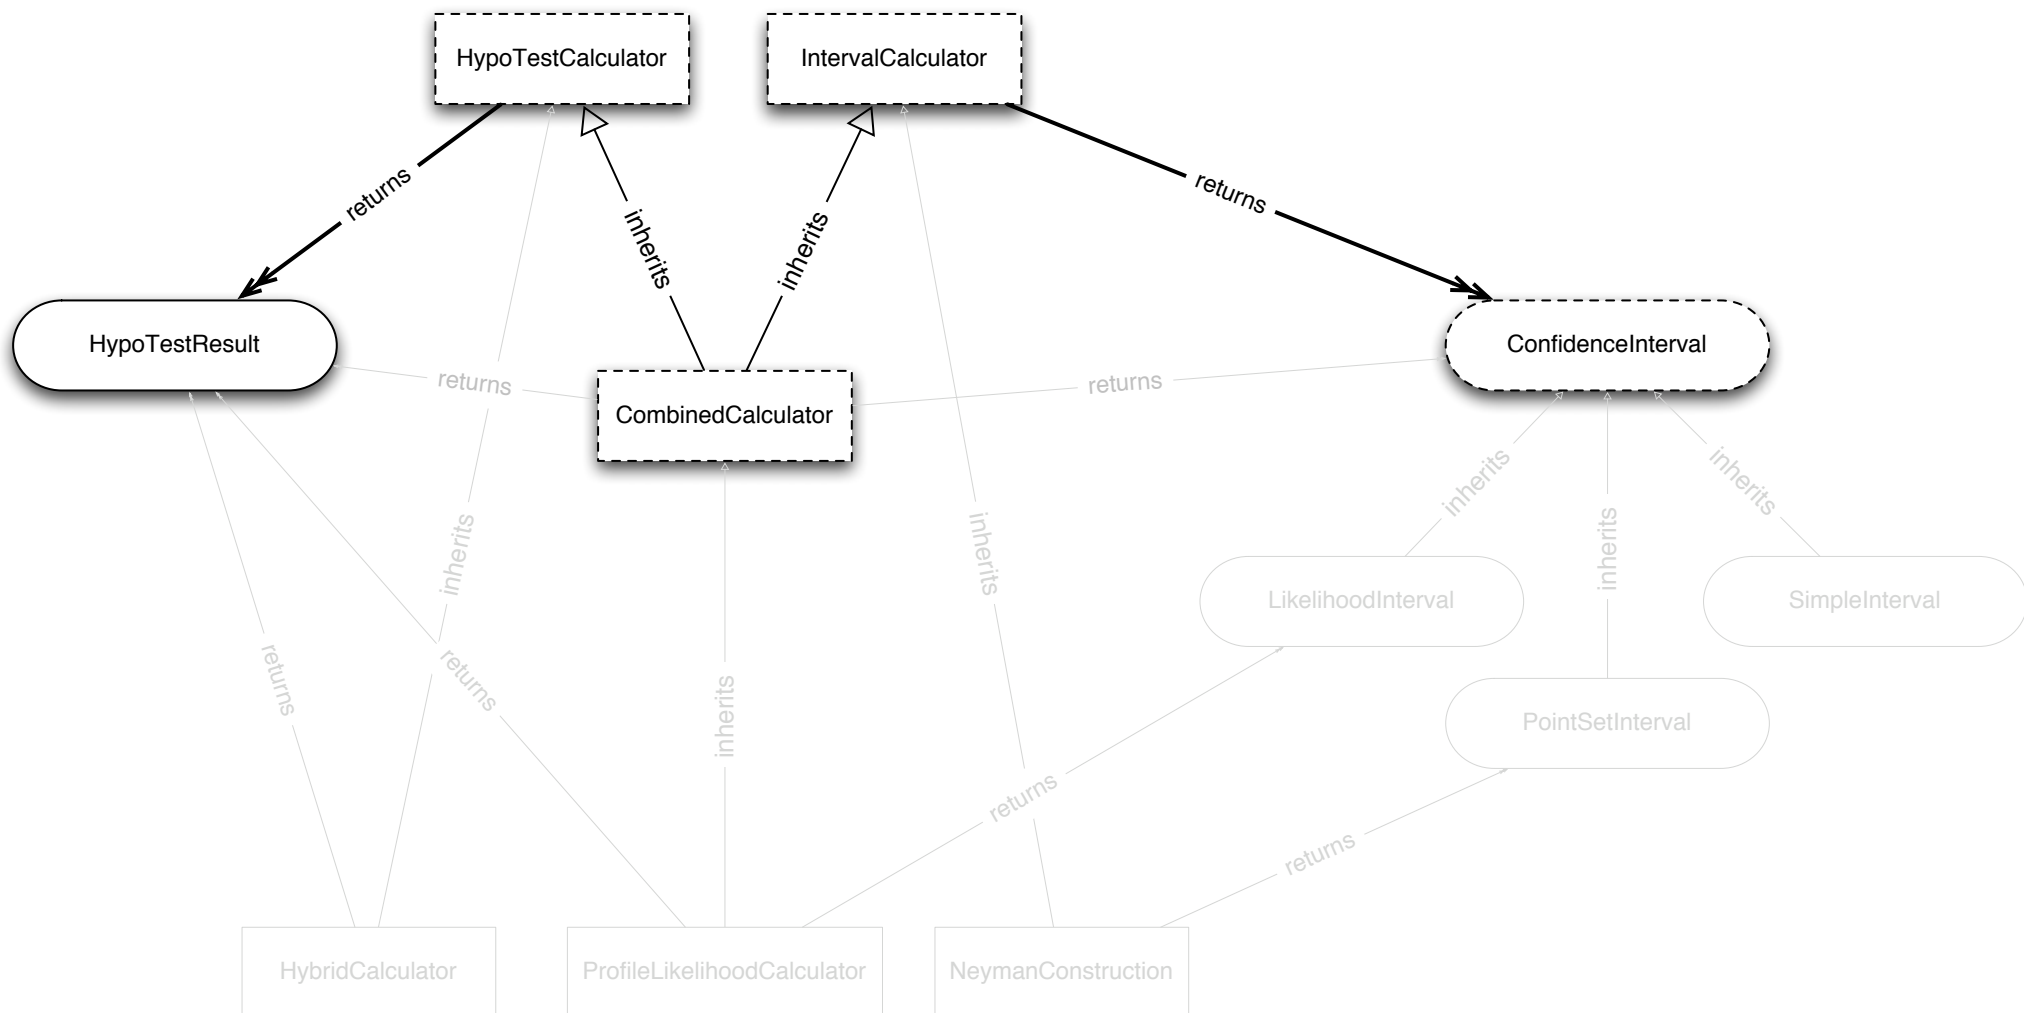 HypoTestCalculator
IntervalCalculator
returns
inherits
inherits
returns
HypoTestResult
ConfidenceInterval
returns
CombinedCalculator
returns
inherits
inherits
inherits
inherits
inherits
LikelihoodInterval
SimpleInterval
returns
returns
inherits
PointSetInterval
returns
returns
HybridCalculator
ProfileLikelihoodCalculator
NeymanConstruction